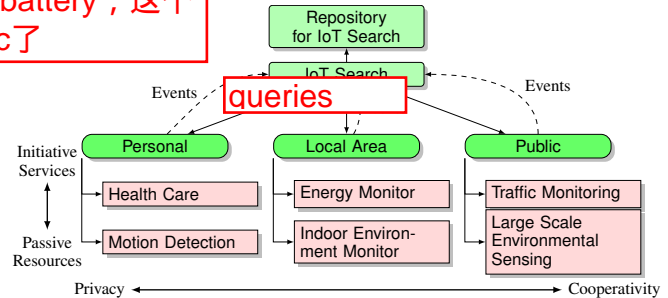 battery，这个
c了
Repository
for IoT Search
IoT Search
queries
Events
Events
Personal
Local Area
Public
Initiative
Services
Health Care
Energy Monitor
Traffic Monitoring
Passive
Resources
Motion Detection
Indoor Environ-
ment Monitor
Large Scale
Environmental
Sensing
Privacy
Cooperativity